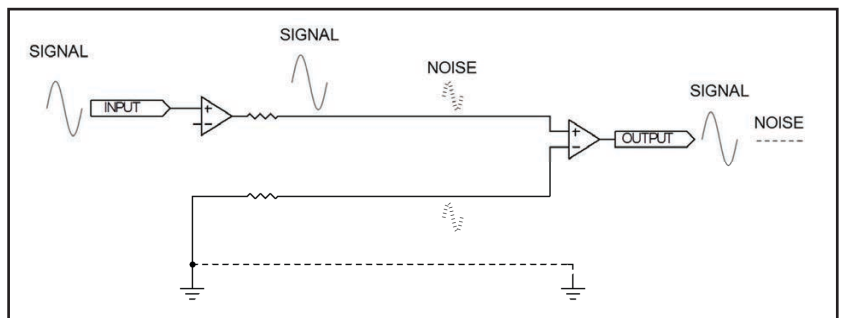 SIGNAL
SIGNAL
NOISE
SIGNAL
NOISE
INPUT
OUTPUT